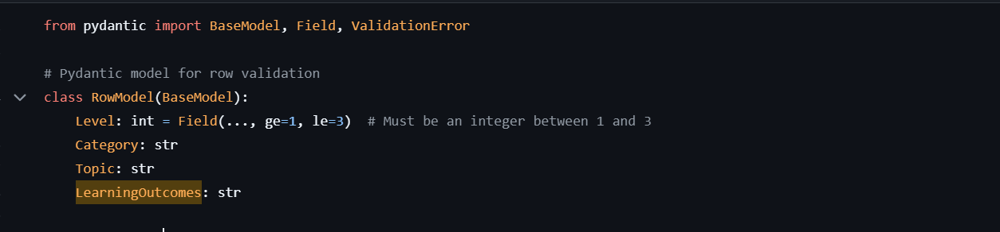 from pydantic import BaseModel, Field, ValidationError
# Pydantic model for row validation
class RowModel(BaseModel):
Level: int = Field(..., ge=1, le=3)  # Must be an integer between 1 and 3
Category: str
Topic: str
LearningOutcomes: str